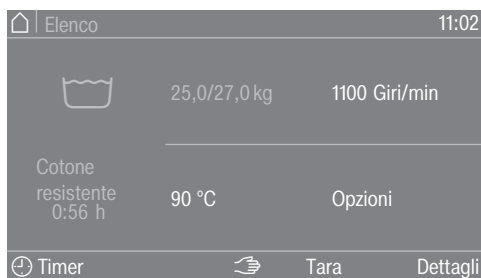 Elenco 11:02
25,0/27,0 kg 1100 Giri/min
Cotone
resistente
0:56 h
90 °C Opzioni
Timer Tara Dettagli